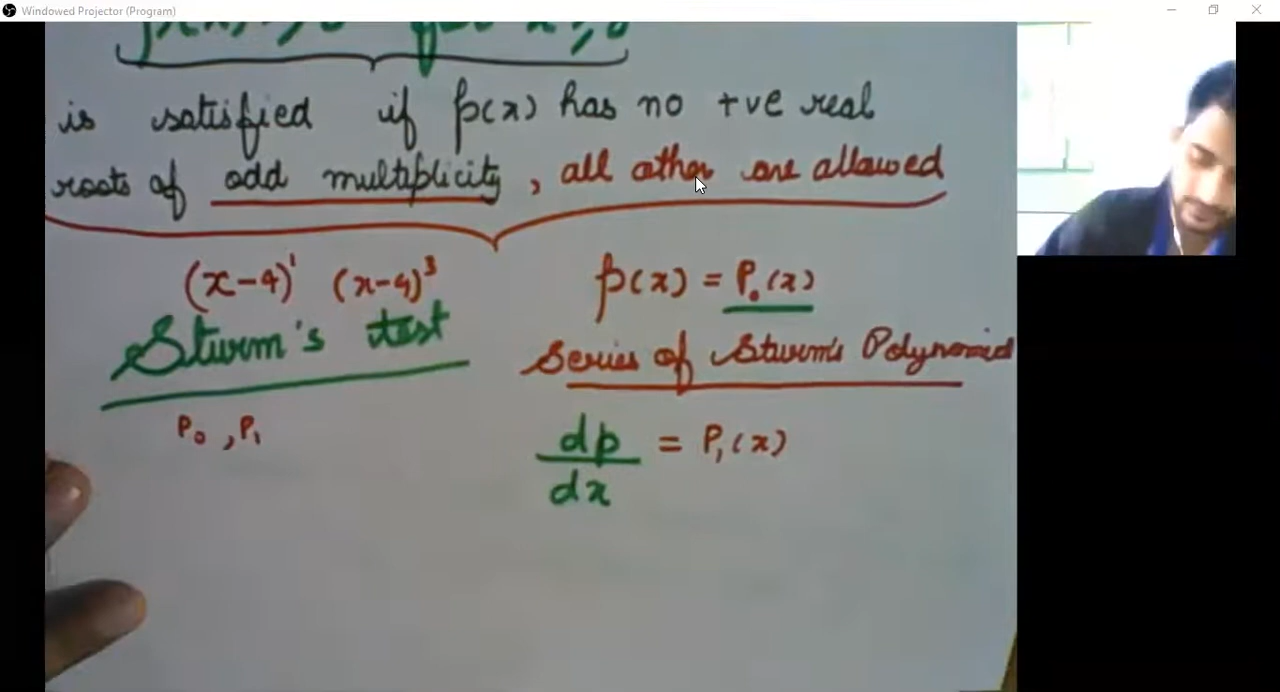 Windowed Projector (Program)
is satisfied if p(x) has no +ve real
roots of odd multiplicity, all other are allowed
(x-4)¹ (x-4)³
p(x) = P₀(x)
Sturm's test
Series of Sturm's Polynomial
P₀, P₁
dp/dx = P₁(x)